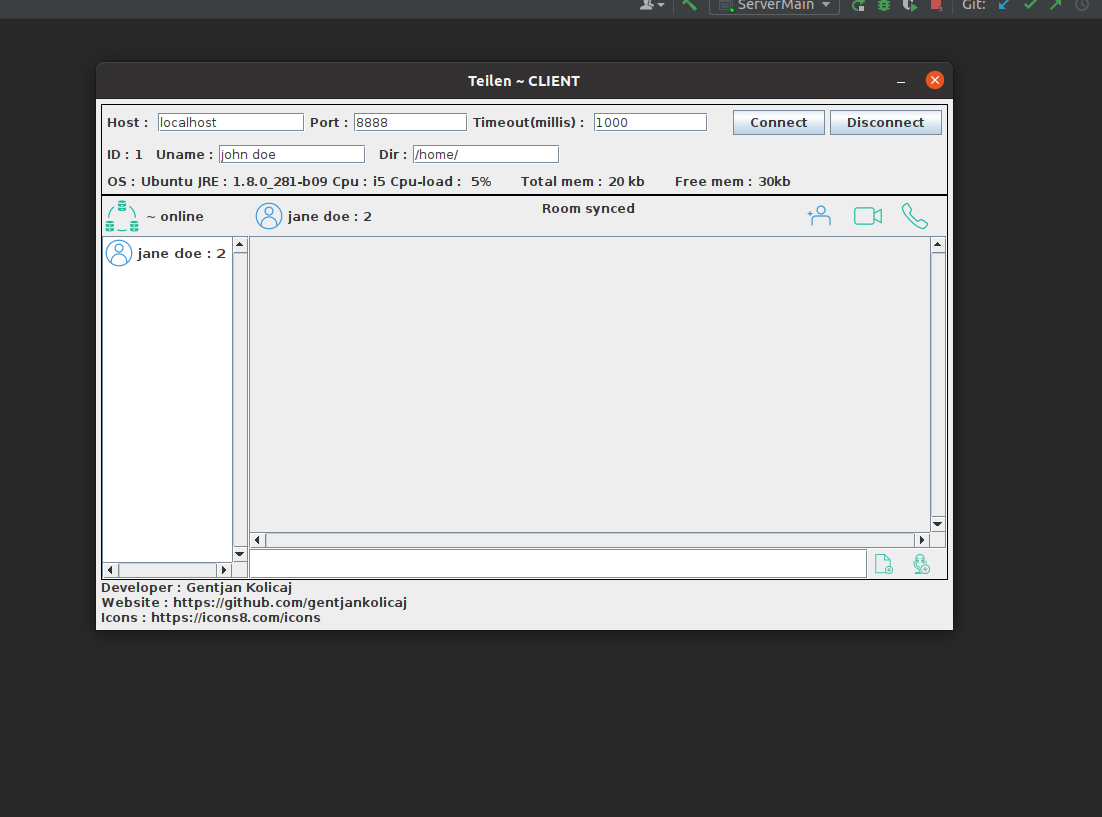 ServerMain Git:
Teilen ~ CLIENT
Host : localhost Port : 8888 Timeout(millis) : 1000 Connect Disconnect
ID : 1 Uname : john doe Dir : /home/
OS : Ubuntu JRE : 1.8.0_281-b09 Cpu : i5 Cpu-load : 5% Total mem : 20 kb Free mem : 30kb
~ online jane doe : 2 Room synced
jane doe : 2
Developer : Gentjan Kolicaj
Website : https://github.com/gentjankolicaj
Icons : https://icons8.com/icons